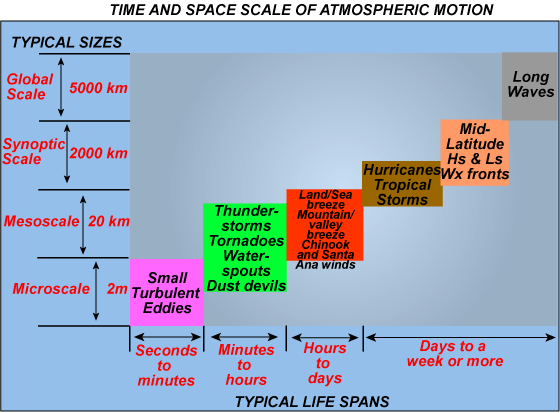 TIME AND SPACE SCALE OF ATMOSPHERIC MOTION
TYPICAL SIZES
Global
Scale
5000 km
Synoptic
Scale
2000 km
Mesoscale
20 km
Microscale
2m
Small
Turbulent
Eddies
Thunder-
storms
Tornadoes
Water-
spouts
Dust devils
Land/Sea
breeze
Mountain/
valley
breeze
Chinook
and Santa
Ana winds
Hurricanes
Tropical
Storms
Mid-
Latitude
Hs & Ls
Wx fronts
Long
Waves
Seconds
to
minutes
Minutes
to
hours
Hours
to
days
Days to a
week or more
TYPICAL LIFE SPANS